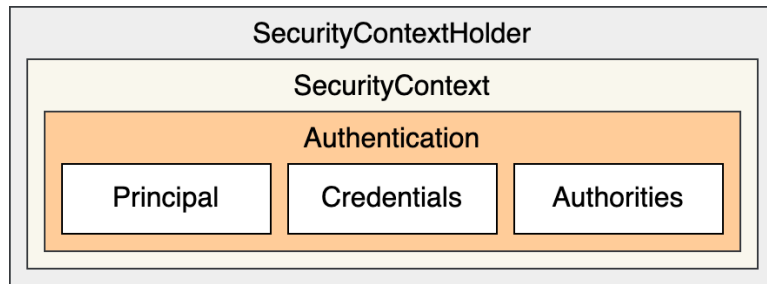 SecurityContextHolder
SecurityContext
Authentication
Principal
Credentials
Authorities